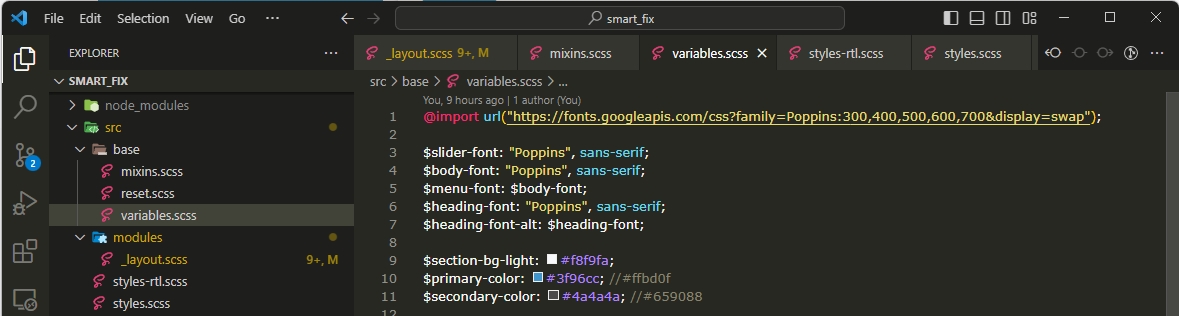 File Edit Selection View Go ··· smart_fix
EXPLORER ···
_layout.scss 9+, M mixins.scss variables.scss styles-rtl.scss styles.scss ···
SMART_FIX
node_modules
src
base
mixins.scss
reset.scss
variables.scss
modules
_layout.scss 9+, M
styles-rtl.scss
styles.scss
2
src > base > variables.scss > ...
You, 9 hours ago | 1 author (You)
1 @import url("https://fonts.googleapis.com/css?family=Poppins:300,400,500,600,700&display=swap");
2
3 $slider-font: "Poppins", sans-serif;
4 $body-font: "Poppins", sans-serif;
5 $menu-font: $body-font;
6 $heading-font: "Poppins", sans-serif;
7 $heading-font-alt: $heading-font;
8
9 $section-bg-light: #f8f9fa;
10 $primary-color: #3f96cc; //#ffbd0f
11 $secondary-color: #4a4a4a; //#659088
12